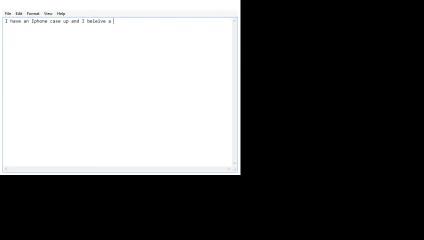 File Edit Format View Help
I have an Iphone case up and I beleive a